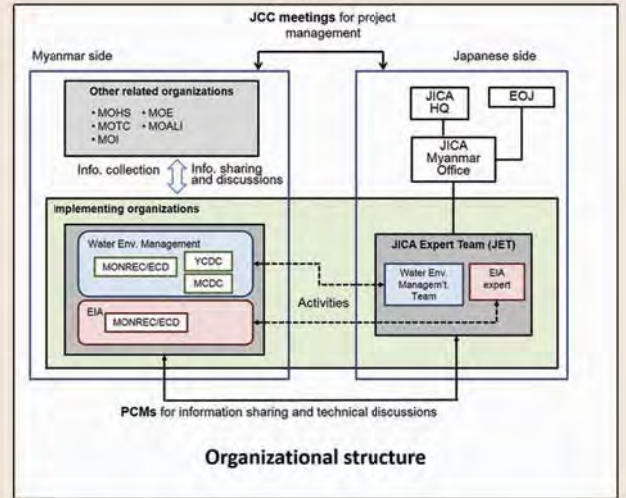 JCC meetings for project
management
Myanmar side
Japanese side
Other related organizations
• MOHS • MOE
• MOTC • MOALI
• MOI
JICA
HQ
EOJ
JICA
Myanmar
Office
Info. collection
Info. sharing
and discussions
Implementing organizations
Water Env. Management
MONREC/ECD
YCDC
MCDC
EIA
MONREC/ECD
Activities
JICA Expert Team (JET)
Water Env.
Managem't.
Team
EIA
expert
PCMs for information sharing and technical discussions
Organizational structure